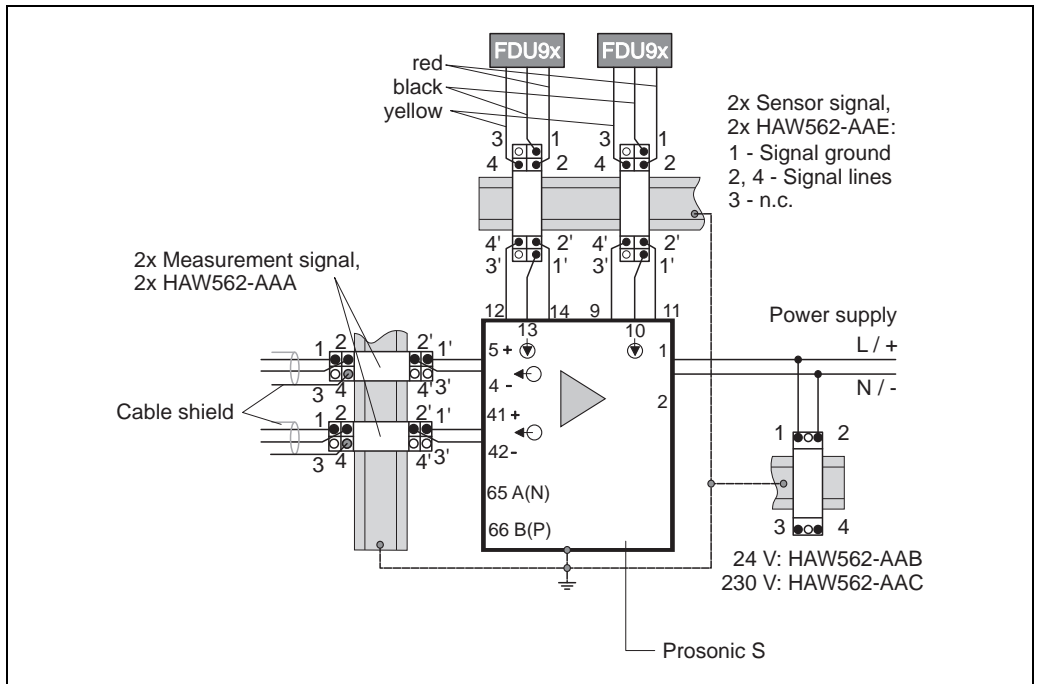 FDU9x FDU9x
red
black
yellow
2x Sensor signal,
2x HAW562-AAE:
1 - Signal ground
2, 4 - Signal lines
3 - n.c.
3 1 3 1
4 2 4 2
4' 2' 4' 2'
3' 1' 3' 1'
2x Measurement signal,
2x HAW562-AAA
12 14 9 11
13 10
Power supply
L / +
N / -
1 2 2' 1'
3 4 4' 3'
5 +
4 -
1
2
Cable shield
1 2 2' 1'
3 4 4' 3'
41 +
42 -
65 A(N)
66 B(P)
1 2
3 4
24 V: HAW562-AAB
230 V: HAW562-AAC
Prosonic S